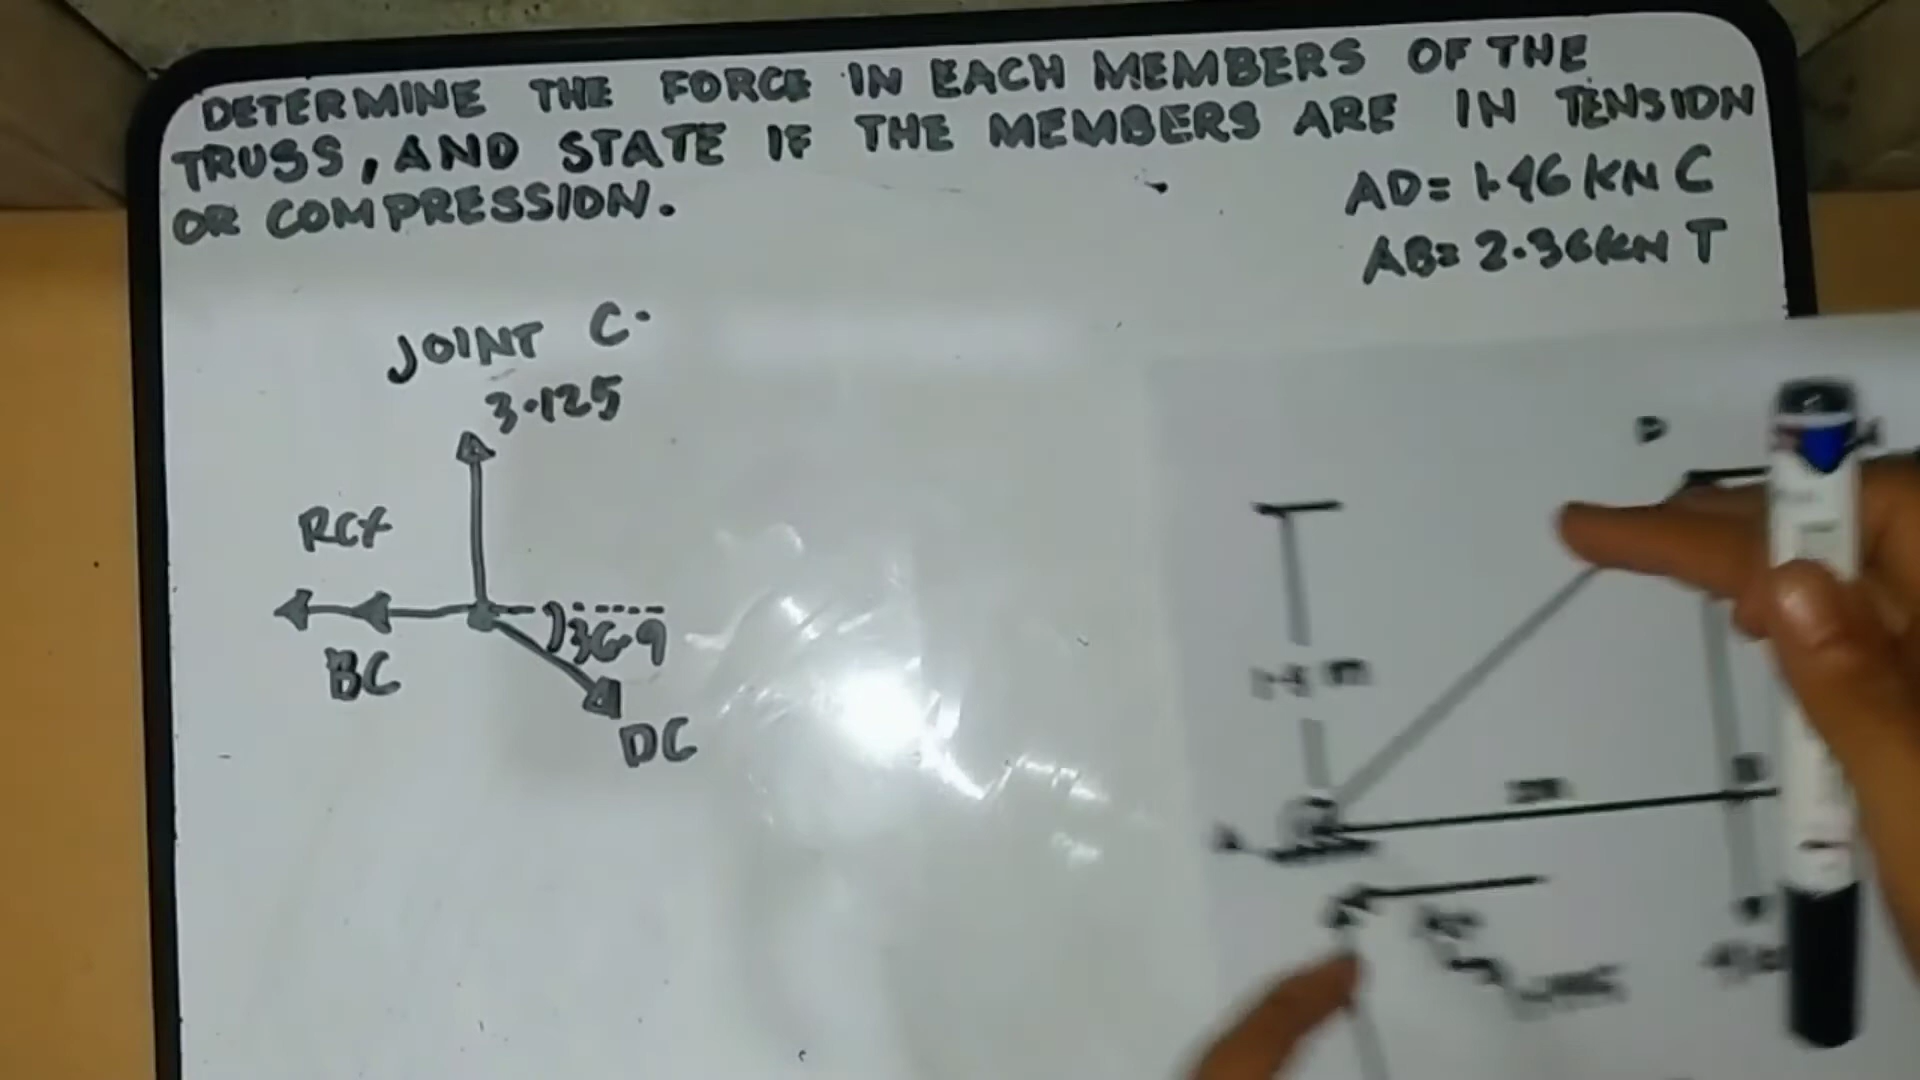 DETERMINE THE FORCE IN EACH MEMBERS OF THE
TRUSS, AND STATE IF THE MEMBERS ARE IN TENSION
OR COMPRESSION.
AD= 1.46 KN C
AB= 2.36KN T
JOINT C.
3.125
RCX
BC
36.9
DC
D
m